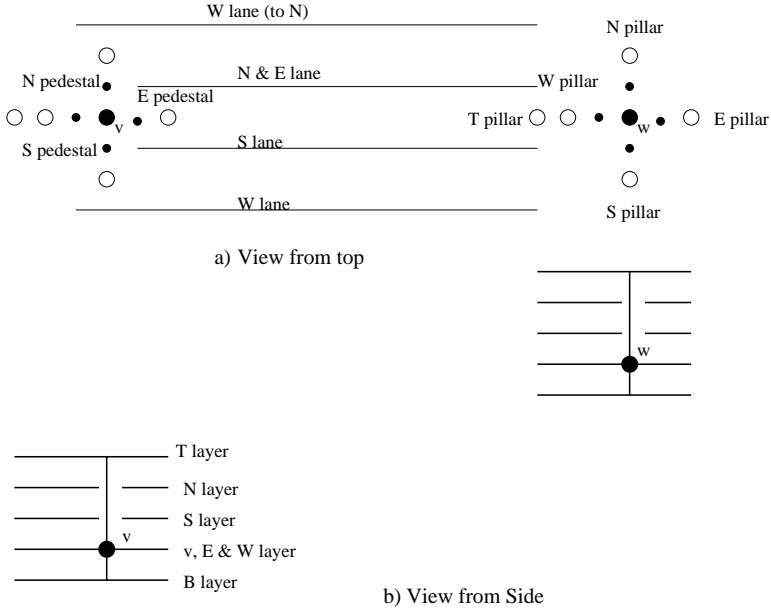 W lane (to N)
N pillar
N pedestal
N & E lane
W pillar
E pedestal
T pillar
E pillar
v
w
S pedestal
S lane
W lane
S pillar
a) View from top
w
T layer
N layer
S layer
v
v, E & W layer
B layer
b) View from Side